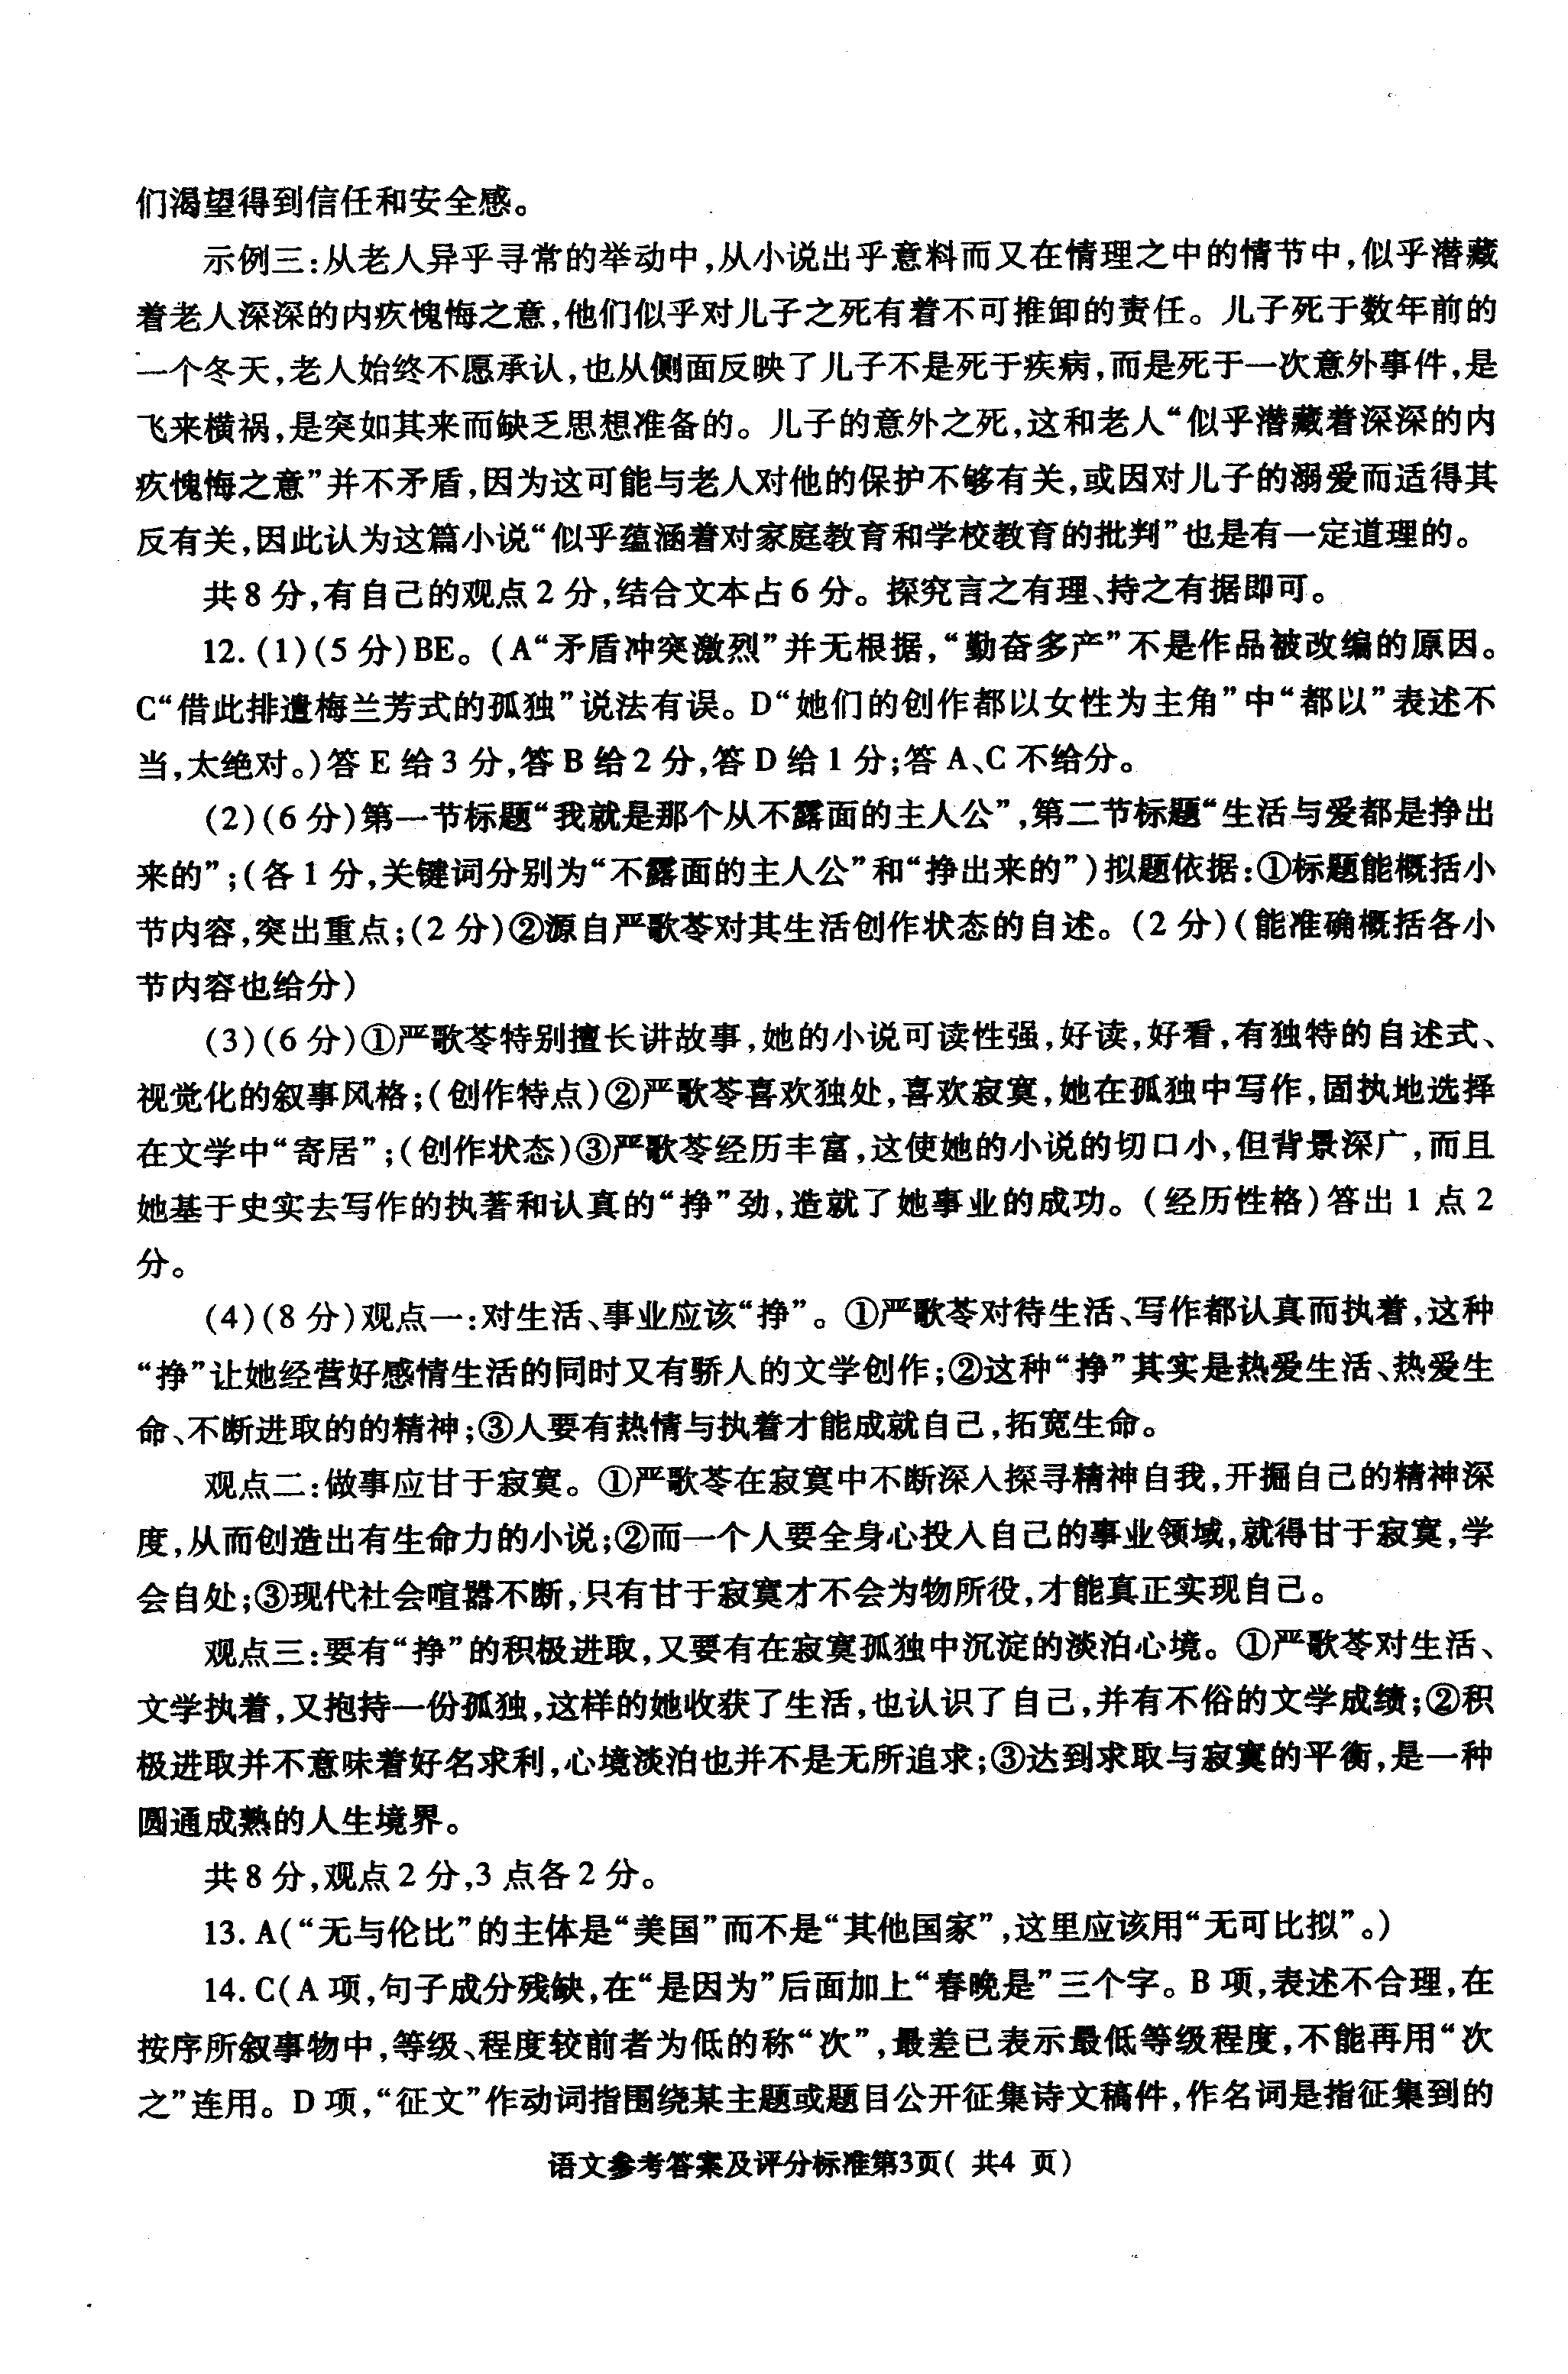 们渴望得到信任和安全感。
示例三:从老人异乎寻常的举动中,从小说出乎意料而又在情理之中的情节中,似乎潜藏
着老人深深的内疚愧悔之意,他们似乎对儿子之死有着不可推卸的责任。儿子死于数年前的
一个冬天,老人始终不愿承认,也从侧面反映了儿子不是死于疾病,而是死于一次意外事件,是
飞来横祸,是突如其来而缺乏思想准备的。儿子的意外之死,这和老人“似乎潜藏着深深的内
疚愧悔之意”并不矛盾,因为这可能与老人对他的保护不够有关,或因对儿子的溺爱而适得其
反有关,因此认为这篇小说“似乎蕴涵着对家庭教育和学校教育的批判”也是有一定道理的。
共8分,有自己的观点2分,结合文本占6分。探究言之有理、持之有据即可。
12.(1)(5分)BE。(A“矛盾冲突激烈”并无根据,“勤奋多产”不是作品被改编的原因。
C“借此排遣梅兰芳式的孤独”说法有误。D“她们的创作都以女性为主角”中“都以”表述不
当,太绝对。)答E给3分,答B给2分,答D给1分;答A、C不给分。
(2)(6分)第一节标题“我就是那个从不露面的主人公”,第二节标题“生活与爱都是挣出
来的”;(各1分,关键词分别为“不露面的主人公”和“挣出来的”)拟题依据:①标题能概括小
节内容,突出重点;(2分)②源自严歌苓对其生活创作状态的自述。(2分)(能准确概括各小
节内容也给分)
(3)(6分)①严歌苓特别擅长讲故事,她的小说可读性强,好读,好看,有独特的自述式、
视觉化的叙事风格;(创作特点)②严歌苓喜欢独处,喜欢寂寞,她在孤独中写作,固执地选择
在文学中“寄居”;(创作状态)③严歌苓经历丰富,这使她的小说的切口小,但背景深广,而且
她基于史实去写作的执著和认真的“挣”劲,造就了她事业的成功。(经历性格)答出1点2
分。
(4)(8分)观点一:对生活、事业应该“挣”。①严歌苓对待生活、写作都认真而执着,这种
“挣”让她经营好感情生活的同时又有骄人的文学创作;②这种“挣”其实是热爱生活、热爱生
命、不断进取的的精神;③人要有热情与执着才能成就自己,拓宽生命。
观点二:做事应甘于寂寞。①严歌苓在寂寞中不断深入探寻精神自我,开掘自己的精神深
度,从而创造出有生命力的小说;②而一个人要全身心投入自己的事业领域,就得甘于寂寞,学
会自处;③现代社会喧嚣不断,只有甘于寂寞才不会为物所役,才能真正实现自己。
观点三:要有“挣”的积极进取,又要有在寂寞孤独中沉淀的淡泊心境。①严歌苓对生活、
文学执着,又抱持一份孤独,这样的她收获了生活,也认识了自己,并有不俗的文学成绩;②积
极进取并不意味着好名求利,心境淡泊也并不是无所追求;③达到求取与寂寞的平衡,是一种
圆通成熟的人生境界。
共8分,观点2分,3点各2分。
13.A(“无与伦比”的主体是“美国”而不是“其他国家”,这里应该用“无可比拟”。)
14.C(A项,句子成分残缺,在“是因为”后面加上“春晚是”三个字。B项,表述不合理,在
按序所叙事物中,等级、程度较前者为低的称“次”,最差已表示最低等级程度,不能再用“次
之”连用。D项,“征文”作动词指围绕某主题或题目公开征集诗文稿件,作名词是指征集到的
语文参考答案及评分标准第3页(共4页)